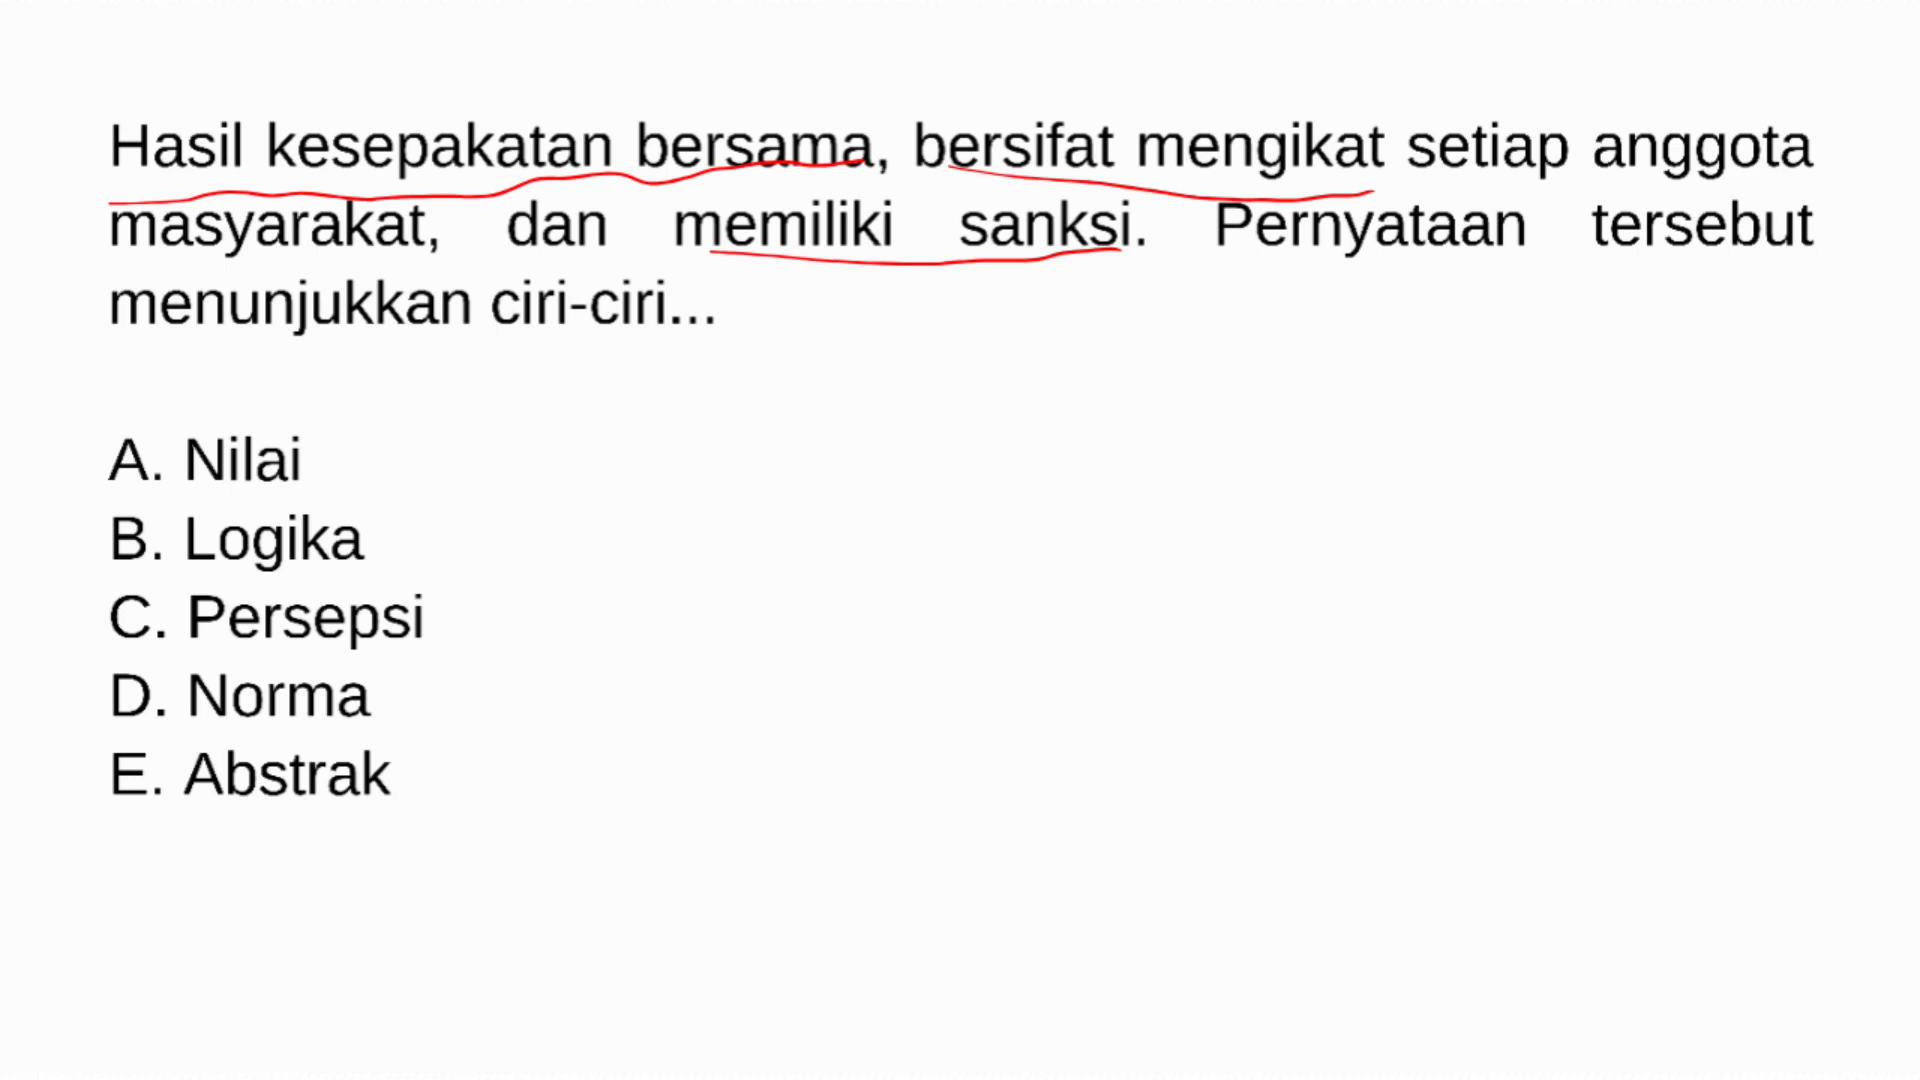 Hasil kesepakatan bersama, bersifat mengikat setiap anggota
masyarakat, dan memiliki sanksi. Pernyataan tersebut
menunjukkan ciri-ciri...
A. Nilai
B. Logika
C. Persepsi
D. Norma
E. Abstrak